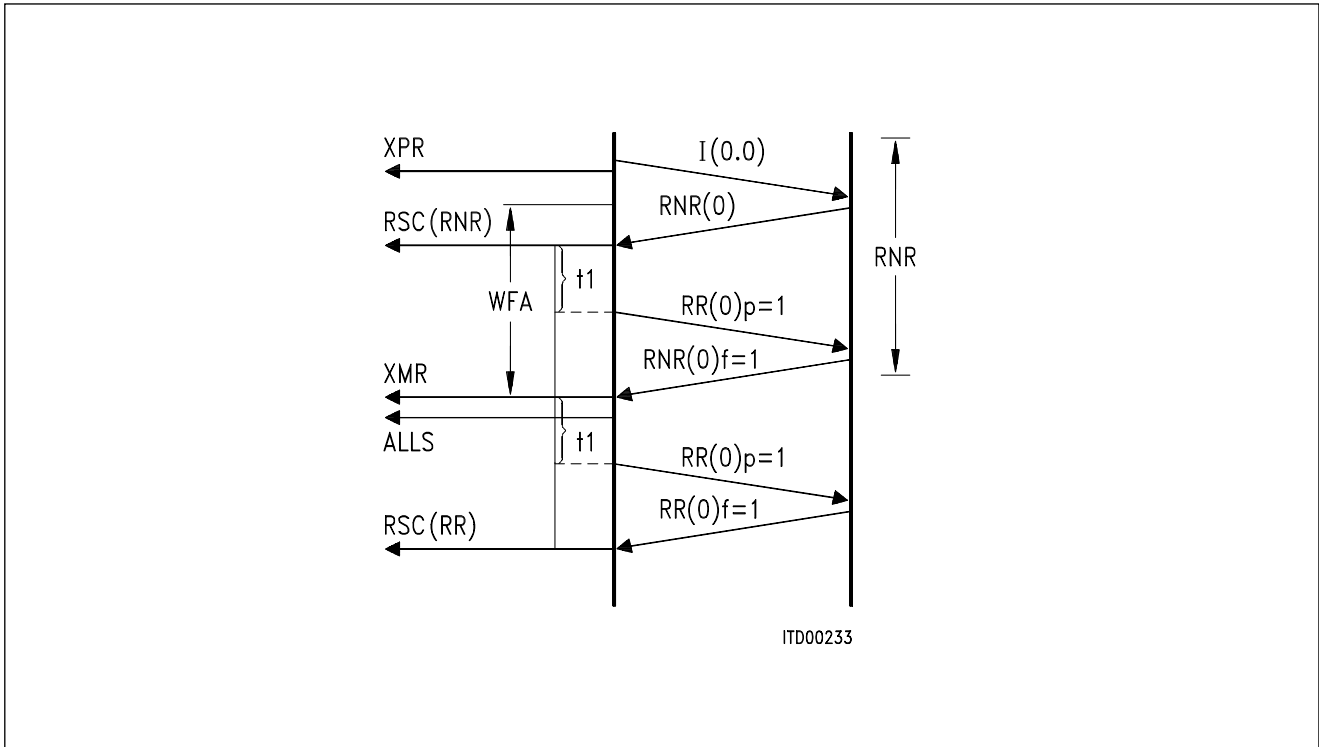 XPR
I(0.0)
RNR(0)
RSC(RNR)
RNR
t1
WFA
RR(0)p=1
RNR(0)f=1
XMR
ALLS
t1
RR(0)p=1
RR(0)f=1
RSC(RR)
ITD00233